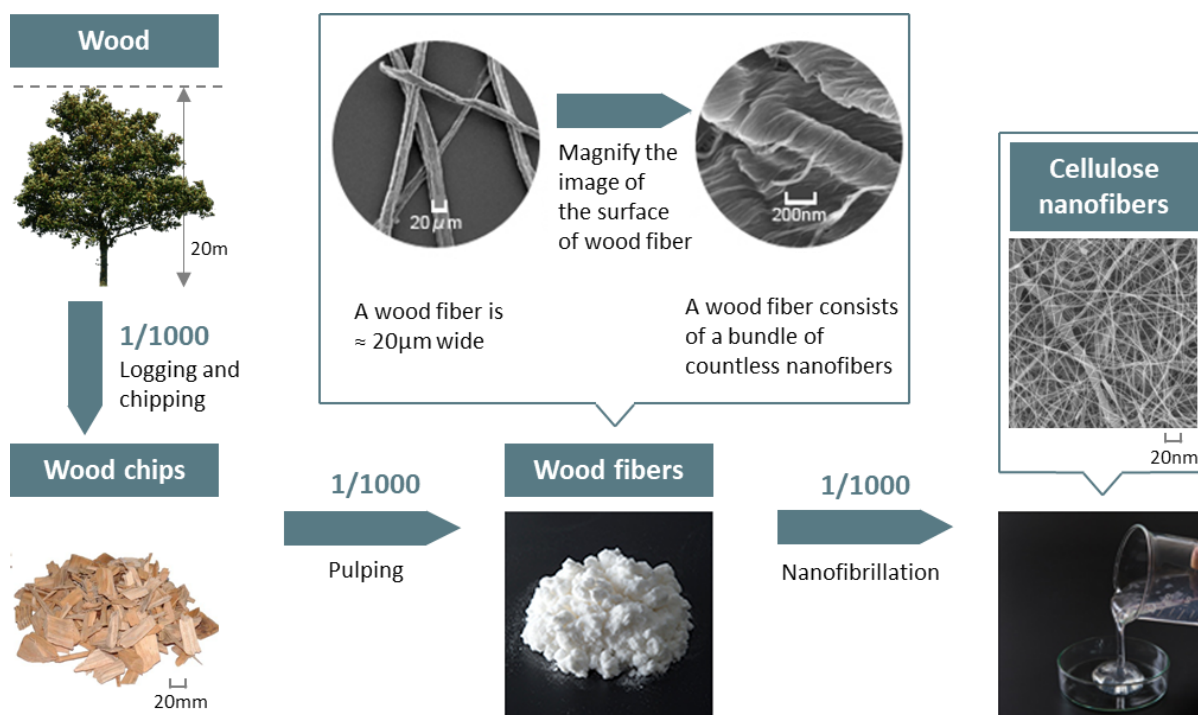 Wood
20m
1/1000
Logging and
chipping
Wood chips
20mm
1/1000
Pulping
20μm
Magnify the
image of
the surface
of wood fiber
200nm
A wood fiber is
≈ 20μm wide
A wood fiber consists
of a bundle of
countless nanofibers
Wood fibers
1/1000
Nanofibrillation
Cellulose
nanofibers
20nm